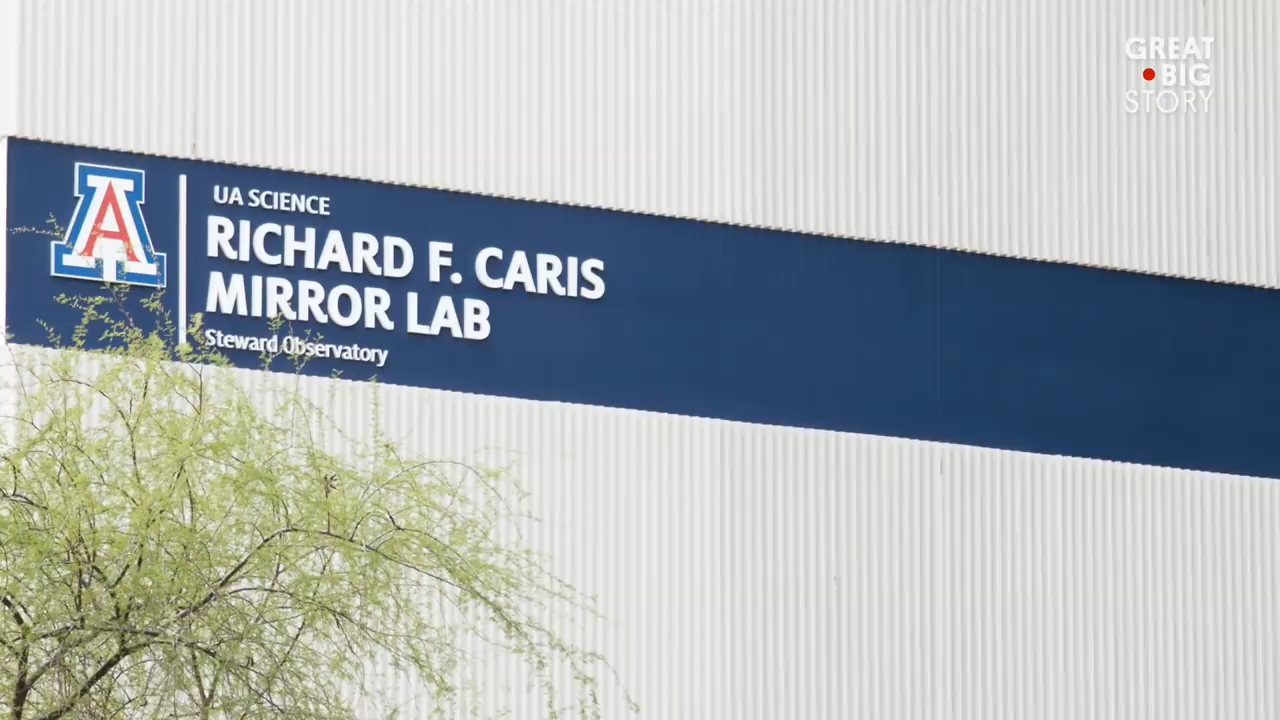 GREAT
BIG
STORY
A
UA SCIENCE
RICHARD F. CARIS
MIRROR LAB
Steward Observatory